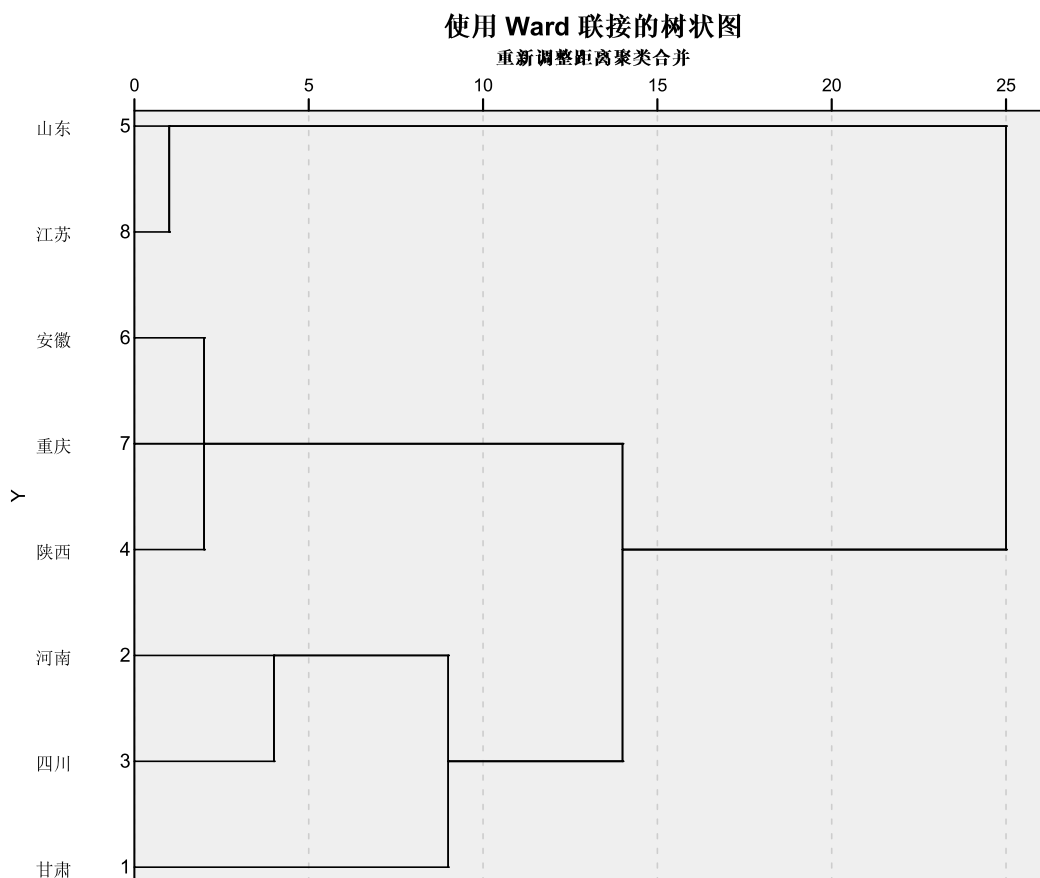 使用 Ward 联接的树状图
重新调整距离聚类合并
0 5 10 15 20 25
山东 5
江苏 8
安徽 6
重庆 7
Y
陕西 4
河南 2
四川 3
甘肃 1